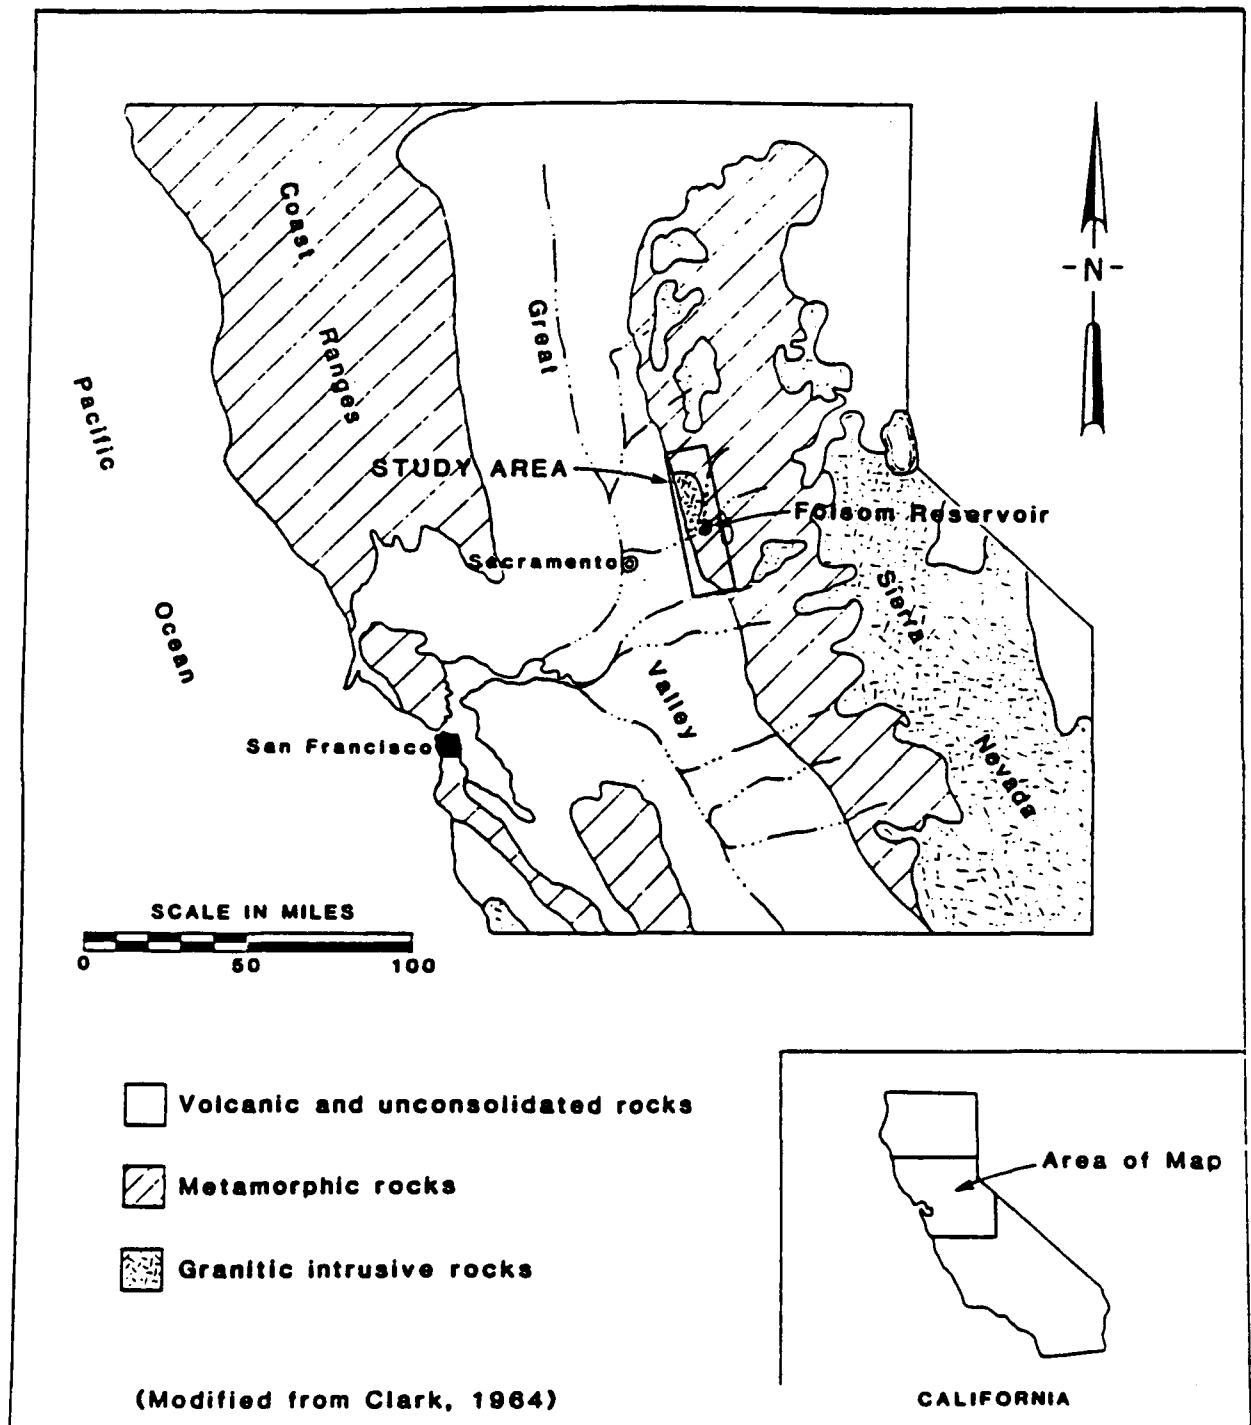 Coast
Ranges
Great
Valley
Pacific
Ocean
-N-
STUDY AREA
Folsom Reservoir
Sacramento
Sierra
Nevada
San Francisco
SCALE IN MILES
0 50 100
Volcanic and unconsolidated rocks
Metamorphic rocks
Granitic intrusive rocks
(Modified from Clark, 1964)
Area of Map
CALIFORNIA